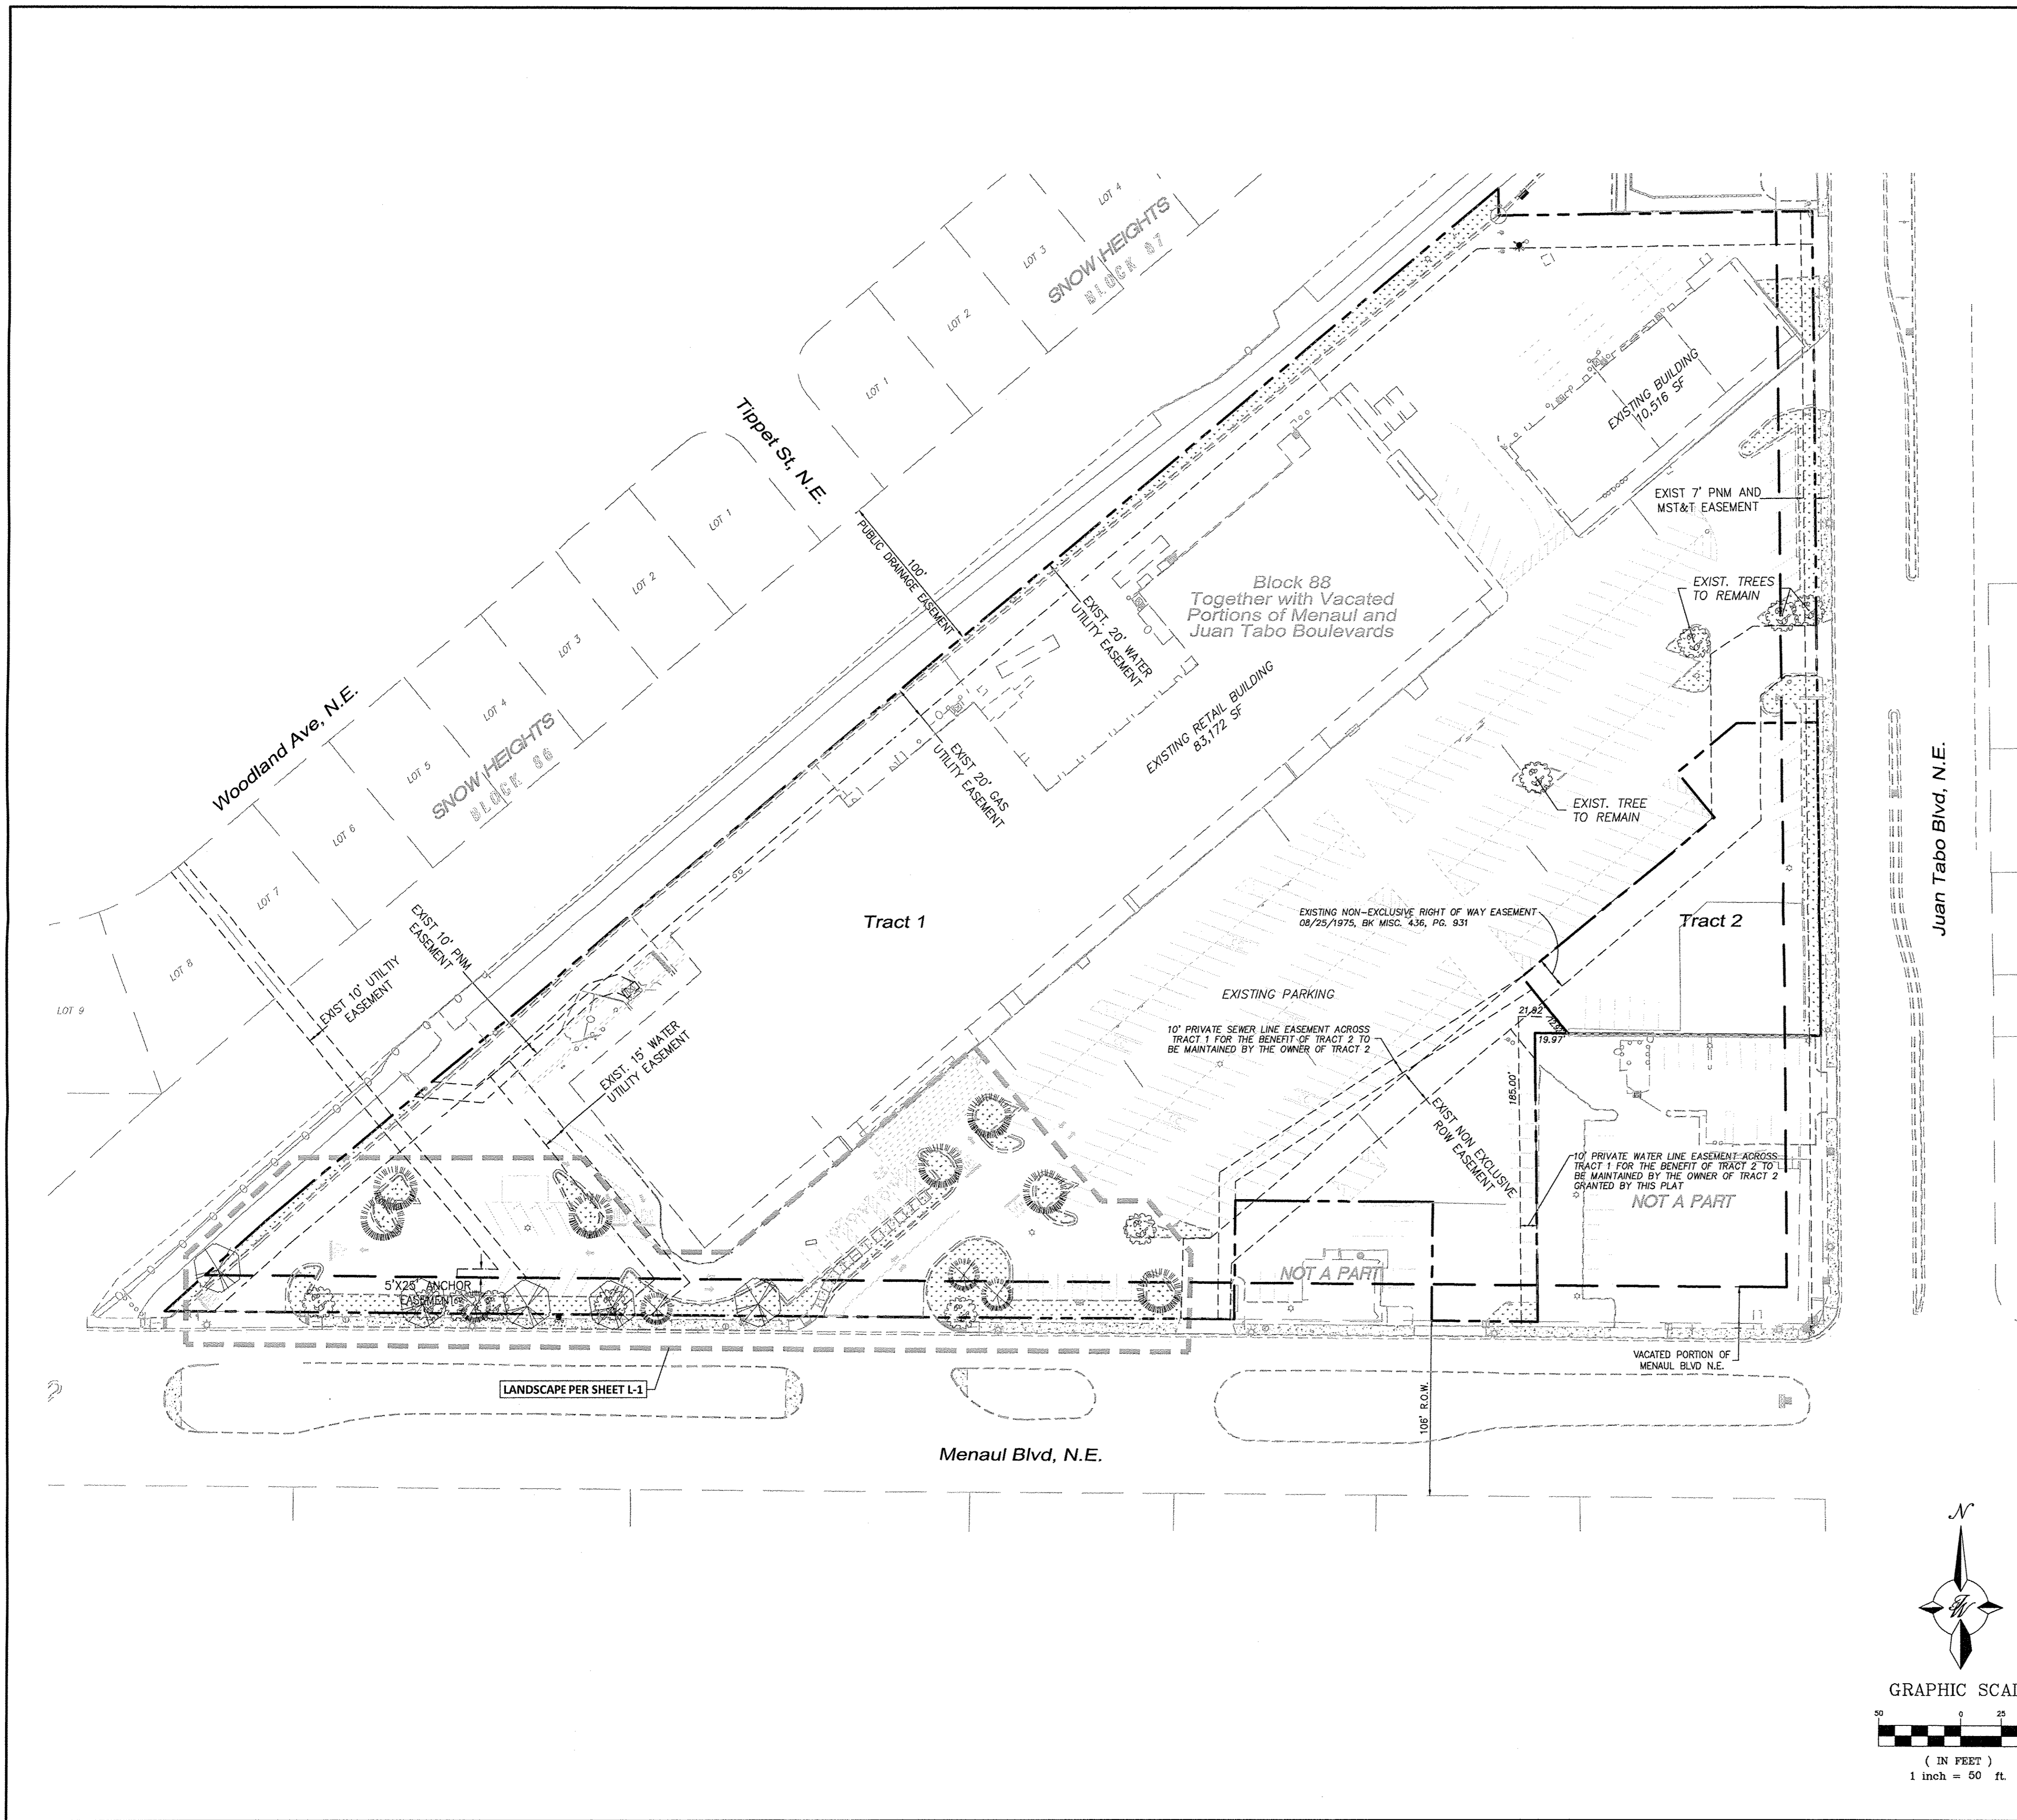 LOT 4
SNOW HEIGHTS
BLOCK 87
LOT 3
LOT 2
LOT 1
Tippet St, N.E.
EXISTING BUILDING
10,516 SF
LOT 1
LOT 2
LOT 3
LOT 4
LOT 5
LOT 6
LOT 7
LOT 8
LOT 9
SNOW HEIGHTS
BLOCK 86
Woodland Ave, N.E.
100'
PUBLIC DRAINAGE EASEMENT
EXIST 7' PNM AND
MST&T EASEMENT
EXIST. TREES
TO REMAIN
Block 88
Together with Vacated
Portions of Menaul and
Juan Tabo Boulevards
EXIST. 20' WATER
UTILITY EASEMENT
EXISTING RETAIL BUILDING
83,172 SF
EXIST 20' GAS
UTILITY EASEMENT
EXIST. TREE
TO REMAIN
Juan Tabo Blvd, N.E.
Tract 1
EXISTING NON-EXCLUSIVE RIGHT OF WAY EASEMENT
08/25/1975, BK MISC. 436, PG. 931
Tract 2
EXIST 10' PNM
EASEMENT
EXIST 10' UTILTIY
EASEMENT
EXISTING PARKING
EXIST. 15' WATER
UTILITY EASEMENT
10' PRIVATE SEWER LINE EASEMENT ACROSS
TRACT 1 FOR THE BENEFIT OF TRACT 2 TO
BE MAINTAINED BY THE OWNER OF TRACT 2
21.92
19.97'
185.00'
EXIST NON EXCLUSIVE
ROW EASEMENT
10' PRIVATE WATER LINE EASEMENT ACROSS
TRACT 1 FOR THE BENEFIT OF TRACT 2 TO
BE MAINTAINED BY THE OWNER OF TRACT 2
GRANTED BY THIS PLAT
NOT A PART
NOT A PART
5'X25' ANCHOR
EASEMENT
VACATED PORTION OF
MENAUL BLVD N.E.
LANDSCAPE PER SHEET L-1
106' R.O.W.
Menaul Blvd, N.E.
N
GRAPHIC SCAL
50 0 25
( IN FEET )
1 inch = 50 ft.